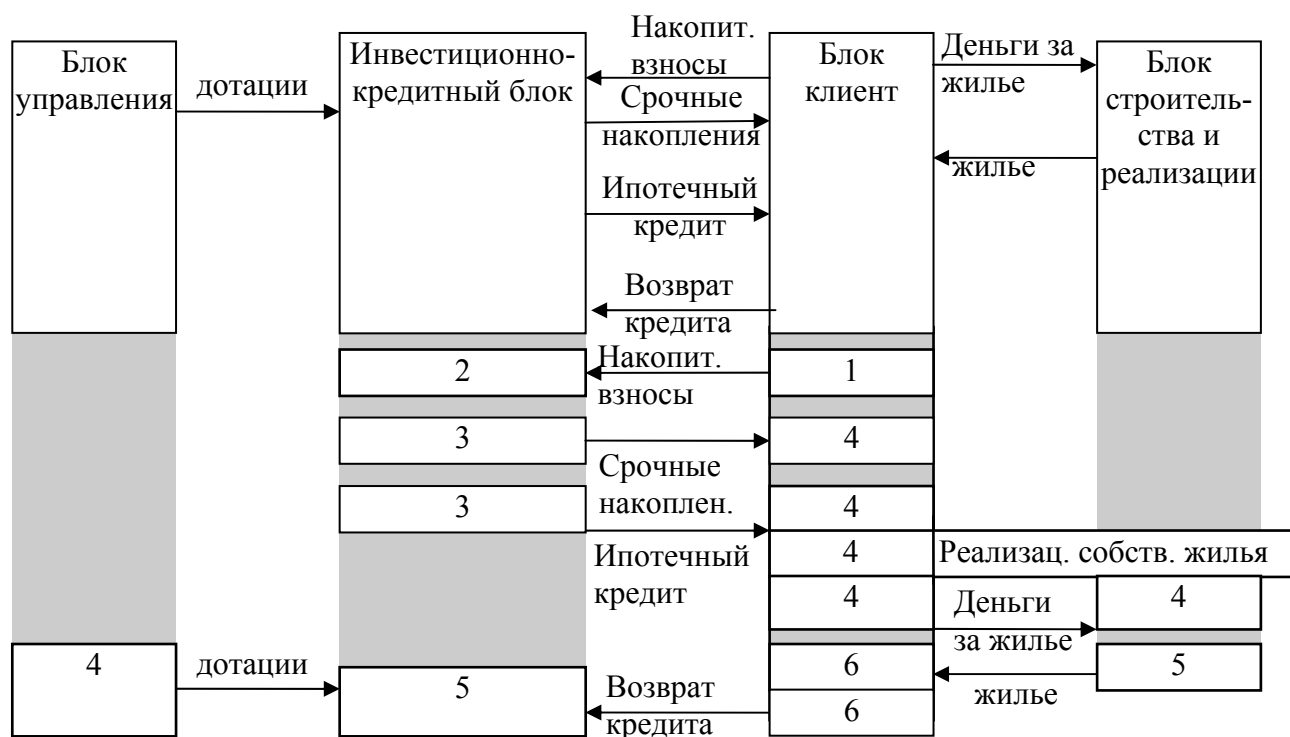 Блок
управления
дотации
Инвестиционно-
кредитный блок
Накопит.
взносы
Срочные
накопления
Ипотечный
кредит
Возврат
кредита
Блок
клиент
Деньги за
жилье
жилье
Блок
строитель-
ства и
реализации
2
Накопит.
взносы
1
3
4
Срочные
накоплен.
3
4
Ипотечный
кредит
4
Реализац. собств. жилья
4
Деньги
за жилье
4
4
дотации
5
Возврат
кредита
6
жилье
5
6